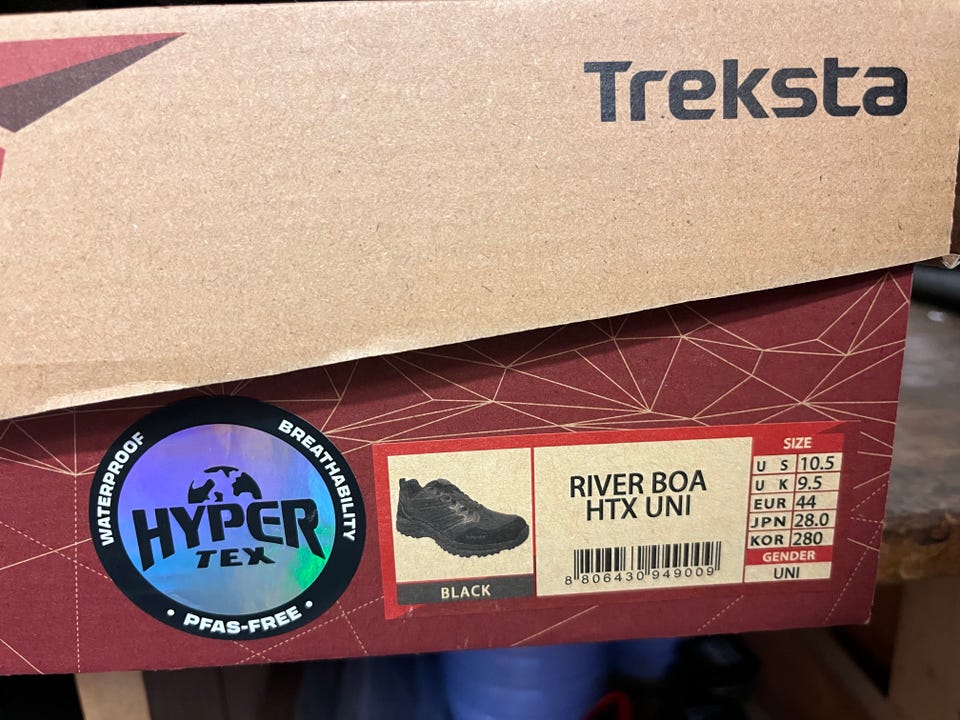 Treksta
WATERPROOF
BREATHABILITY
HYPER
TEX
• PFAS-FREE •
BLACK
RIVER BOA
HTX UNI
8 806430 949009
SIZE
U S 10.5
U K 9.5
EUR 44
JPN 28.0
KOR 280
GENDER
UNI